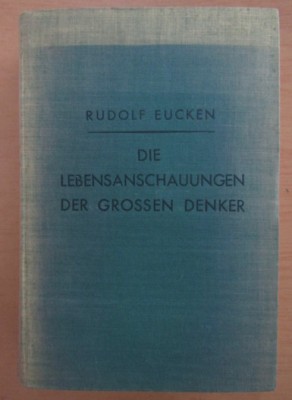 RUDOLF EUCKEN
DIE
LEBENSANSCHAUUNGEN
DER GROSSEN DENKER